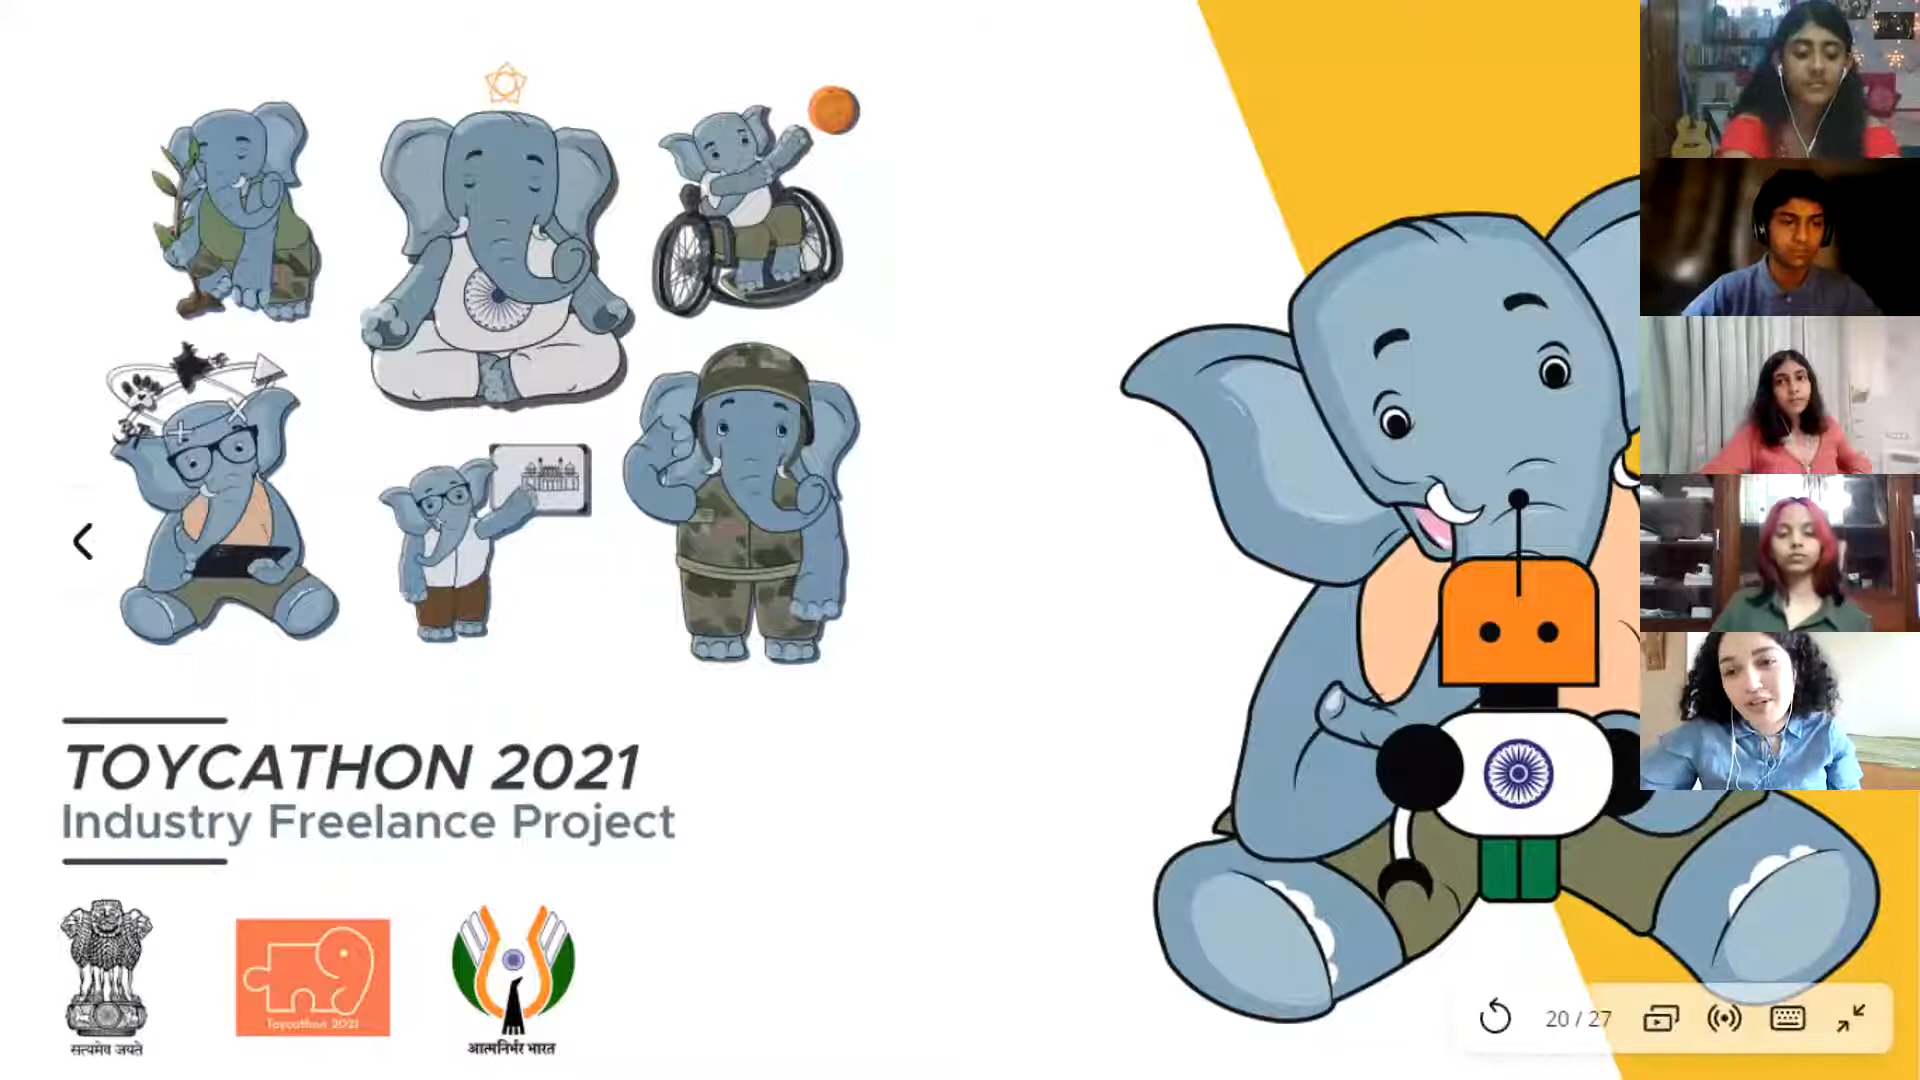 TOYCATHON 2021
Industry Freelance Project
सत्यमेव जयते
Toycathon 2021
आत्मनिर्भर भारत
20 / 27